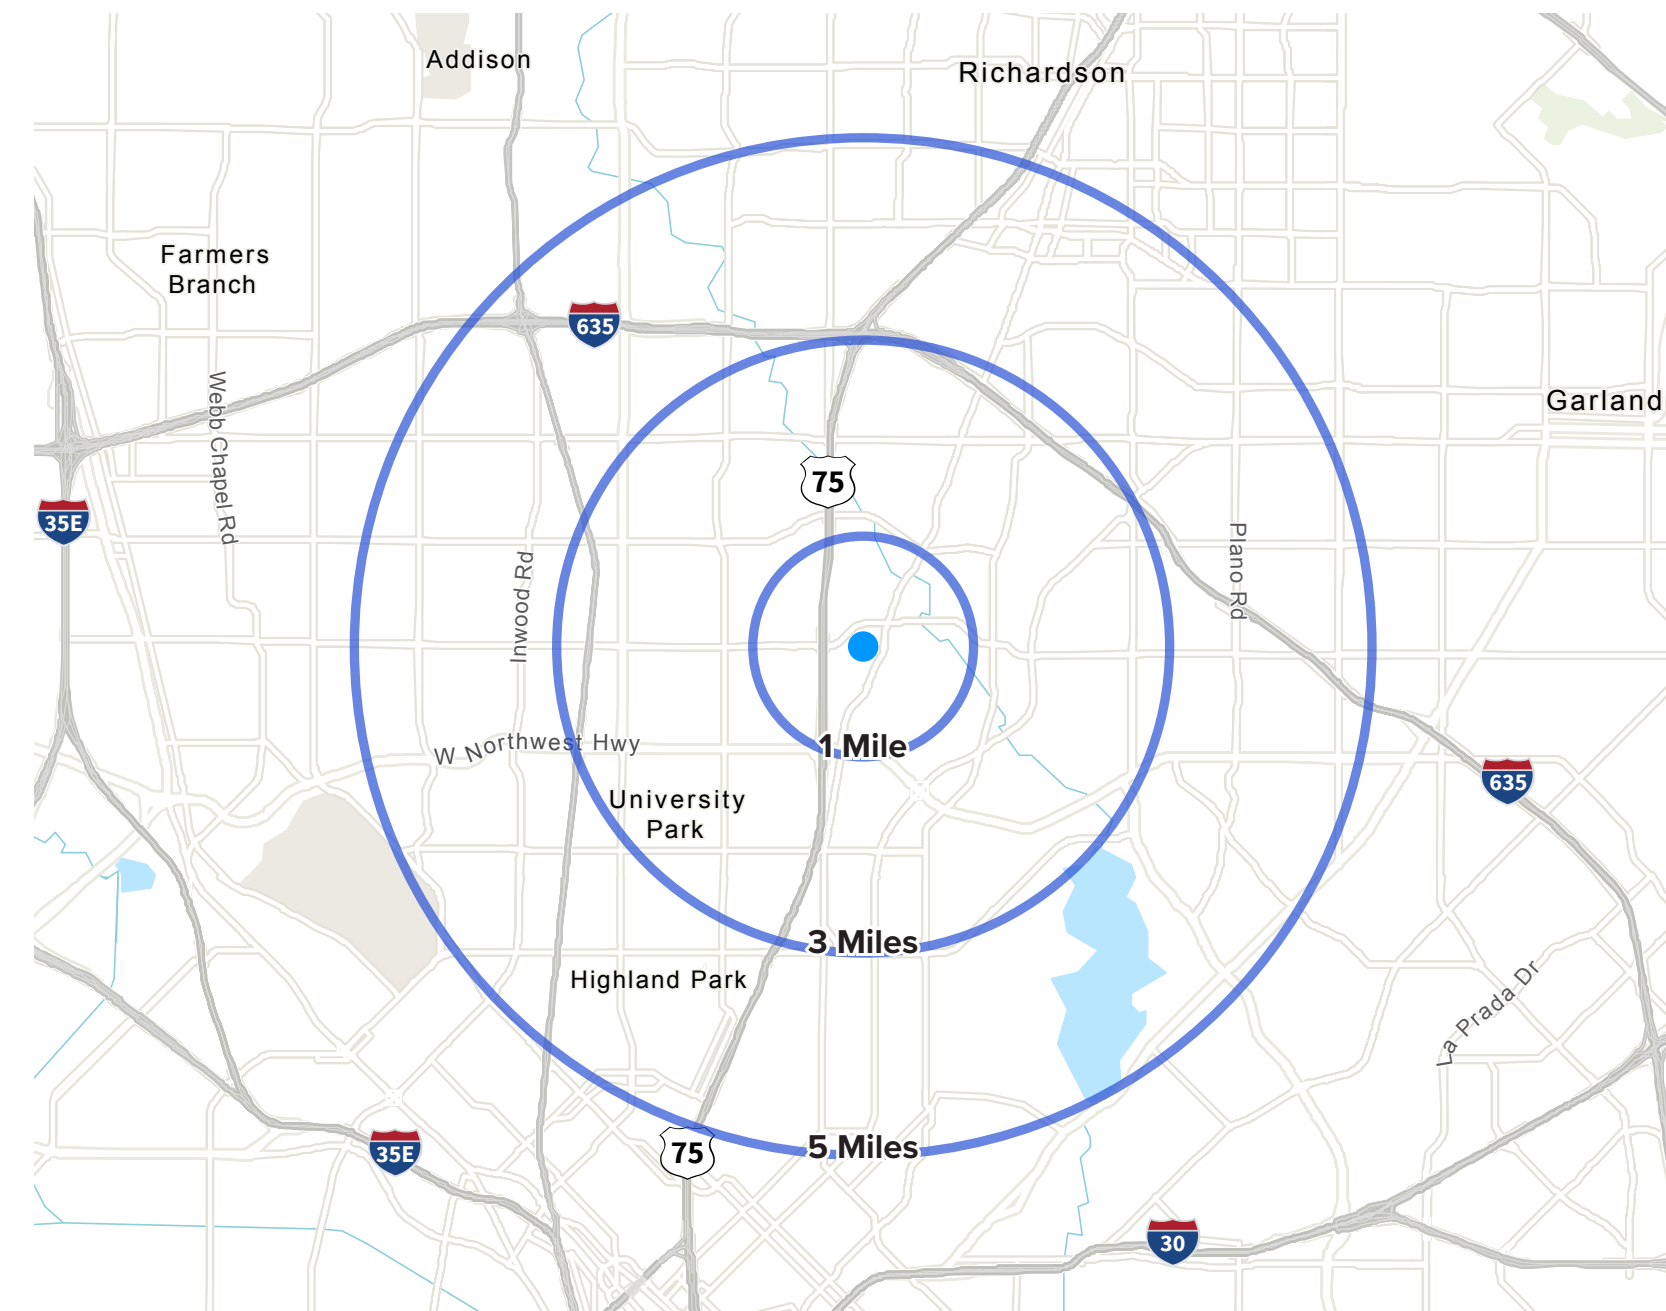 Addison
Richardson
Farmers
Branch
635
Webb Chapel Rd
Garland
75
35E
Plano Rd
Inwood Rd
1 Mile
W Northwest Hwy
635
University
Park
3 Miles
Highland Park
La Prada Dr
5 Miles
75
35E
30